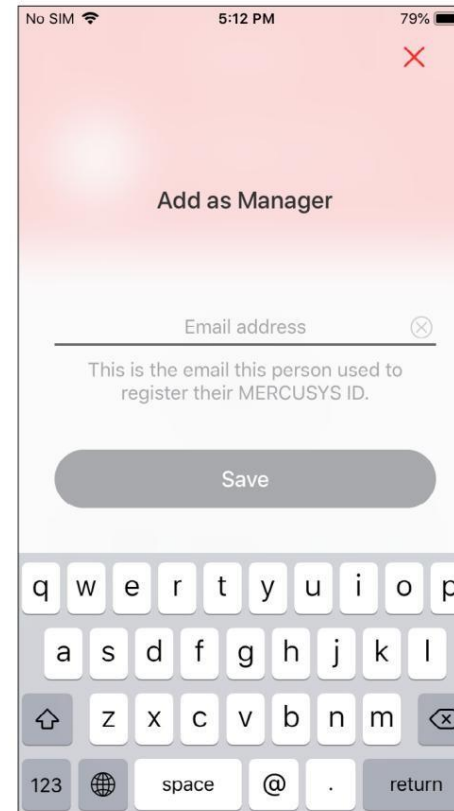 No SIM 5:12 PM 79%
Add as Manager
Email address
This is the email this person used to
register their MERCUSYS ID.
Save
q w e r t y u i o p
a s d f g h j k l
z x c v b n m
123 space @ . return